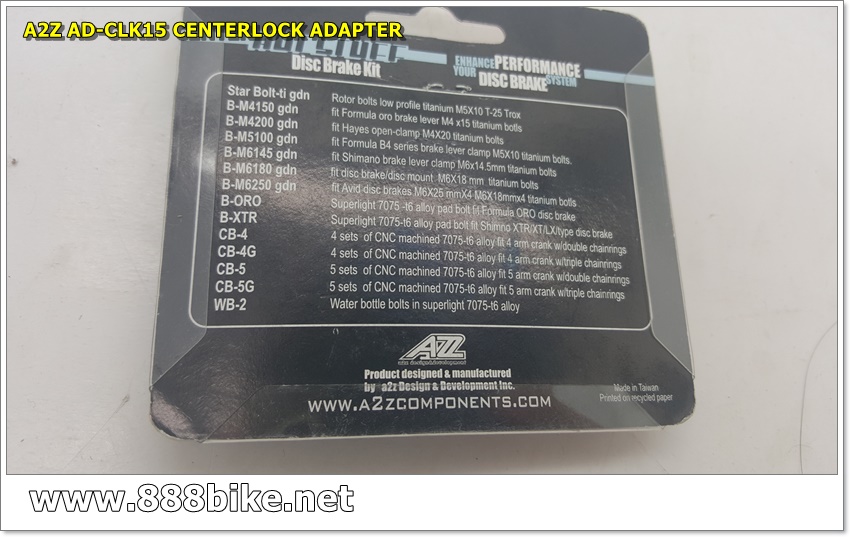 A2Z AD-CLK15 CENTERLOCK ADAPTER
HOT STUFF
Disc Brake Kit
ENHANCE YOUR PERFORMANCE
DISC BRAKE SYSTEM
Star Bolt-ti gdn Rotor bolts low profile titanium M5X10 T-25 Trox
B-M4150 gdn fit Formula oro brake lever M4 x15 titanium botls
B-M4200 gdn fit Hayes open-clamp M4X20 titanium bolts
B-M5100 gdn fit Formula B4 series brake lever clamp M5X10 titanium bolts.
B-M6145 gdn fit Shimano brake lever clamp M6x14.5mm titanium bolts
B-M6180 gdn fit disc brake/disc mount M6X18 mm titanium bolts
B-M6250 gdn fit Avid disc brakes M6X25 mmX4 M6X18mmx4 titanium botls
B-ORO Superlight 7075-t6 alloy pad bolt fit Formula ORO disc brake
B-XTR Superlight 7075-t6 alloy pad bolt fit Shimno XTR/XT/LX/type disc brake
CB-4 4 sets of CNC machined 7075-t6 alloy fit 4 arm crank w/double chainrings
CB-4G 4 sets of CNC machined 7075-t6 alloy fit 4 arm crank w/triple chainrings
CB-5 5 sets of CNC machined 7075-t6 alloy fit 5 arm crank w/double chainrings
CB-5G 5 sets of CNC machined 7075-t6 alloy fit 5 arm crank w/triple chainrings
WB-2 Water bottle bolts in superlight 7075-t6 alloy
A2Z
Product designed & manufactured
by a2z Design & Development Inc.
WWW.A2ZCOMPONENTS.COM
Made in Taiwan
Printed on recycled paper
www.888bike.net